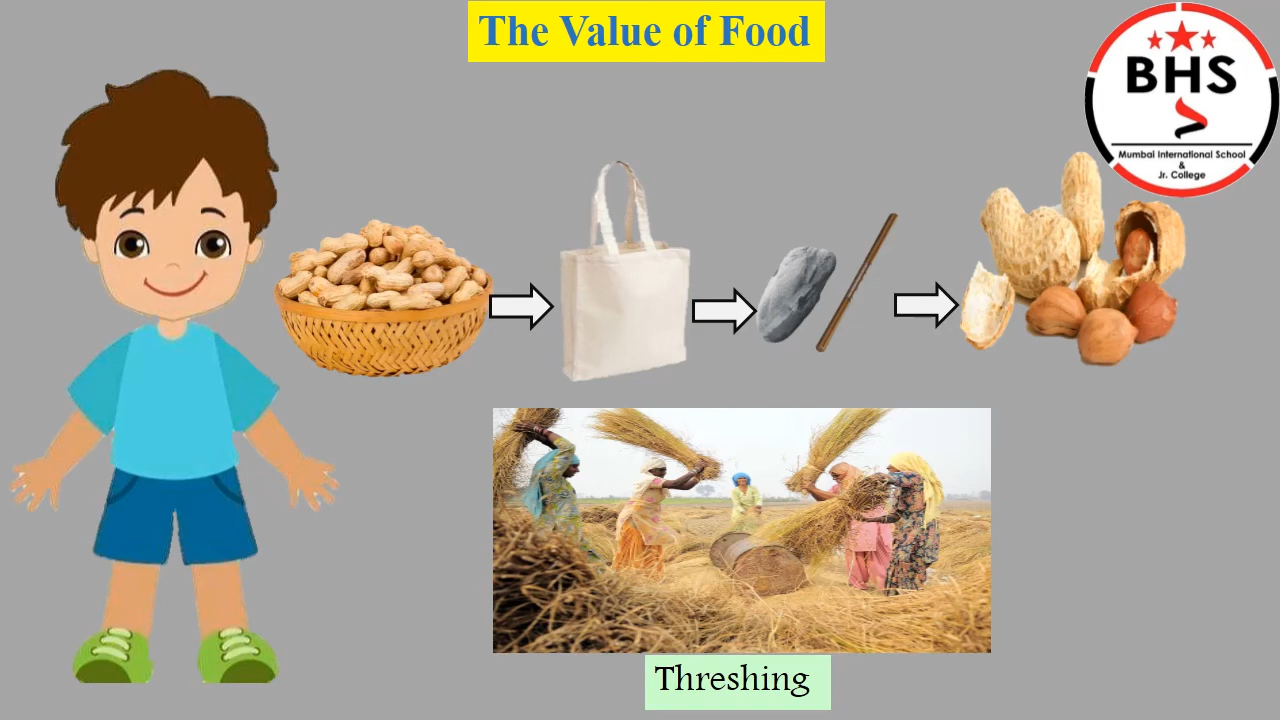 The Value of Food
BHS
Mumbai International School
&
Jr. College
Threshing